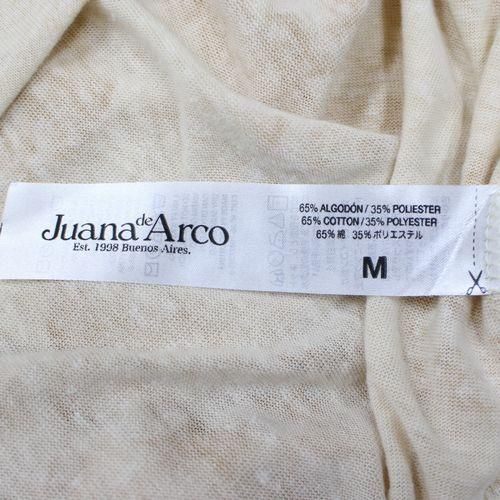 Juana de Arco
Est. 1998 Buenos Aires.
65% ALGODÓN / 35% POLIESTER
65% COTTON / 35% POLYESTER
65% 綿 35% ポリエステル
M